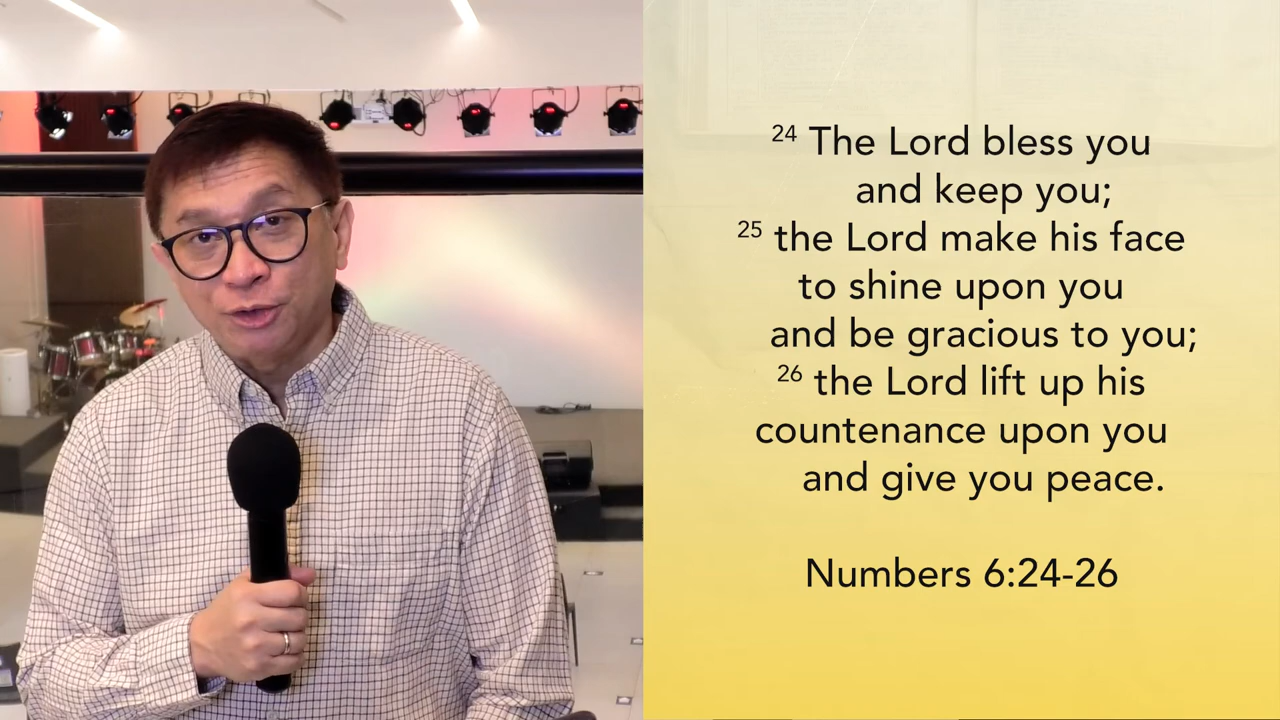 24 The Lord bless you
and keep you;
25 the Lord make his face
to shine upon you
and be gracious to you;
26 the Lord lift up his
countenance upon you
and give you peace.
Numbers 6:24-26